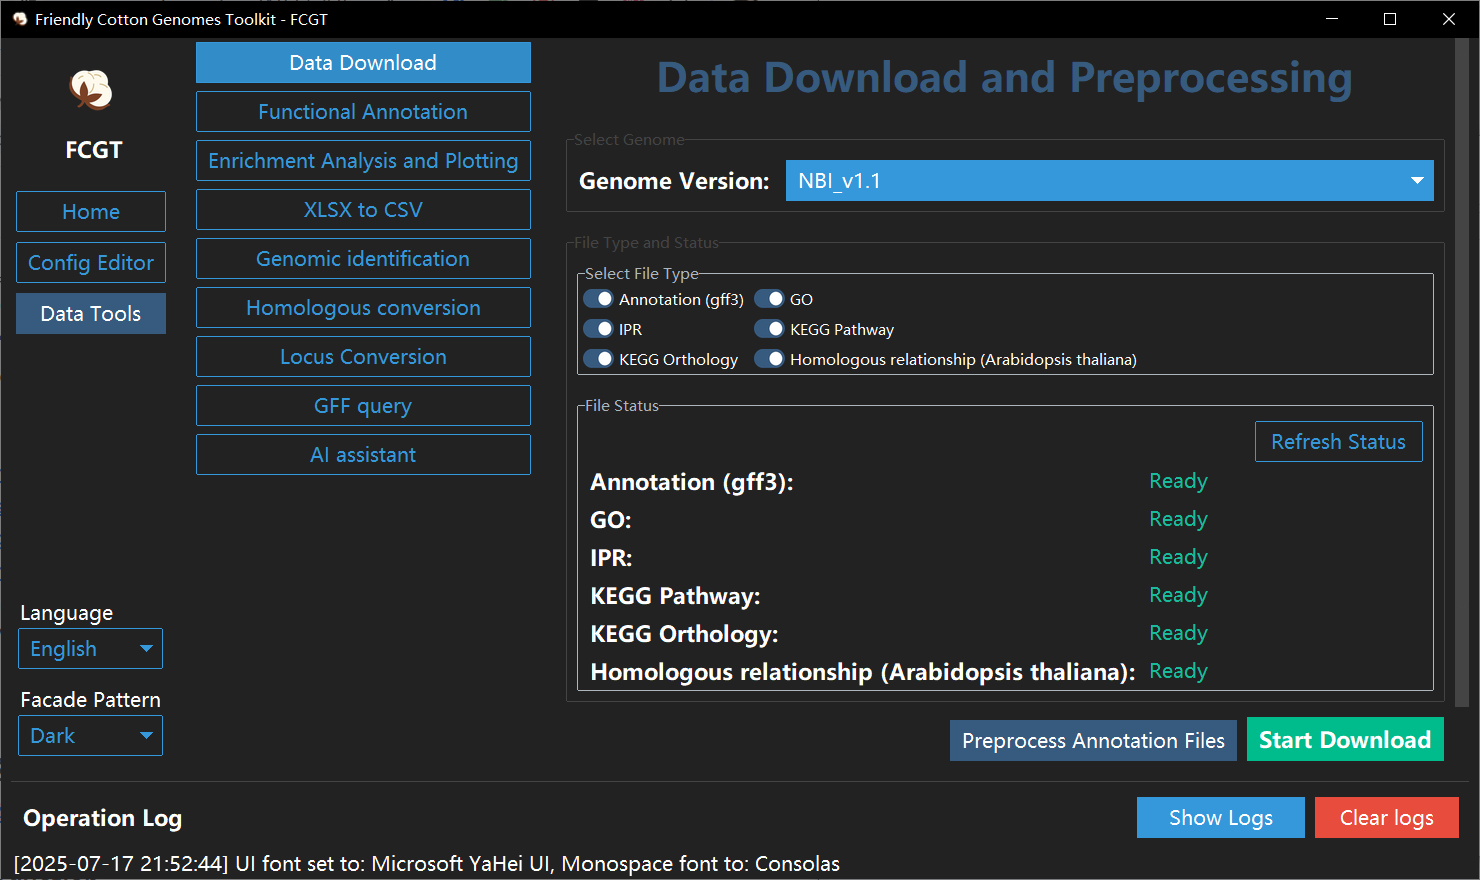 Friendly Cotton Genomes Toolkit - FCGT
FCGT
Home
Config Editor
Data Tools
Language
English
Facade Pattern
Dark
Data Download
Functional Annotation
Enrichment Analysis and Plotting
XLSX to CSV
Genomic identification
Homologous conversion
Locus Conversion
GFF query
AI assistant
Data Download and Preprocessing
Select Genome
Genome Version: NBI_v1.1
File Type and Status
Select File Type
Annotation (gff3) GO
IPR KEGG Pathway
KEGG Orthology Homologous relationship (Arabidopsis thaliana)
File Status
Refresh Status
Annotation (gff3): Ready
GO: Ready
IPR: Ready
KEGG Pathway: Ready
KEGG Orthology: Ready
Homologous relationship (Arabidopsis thaliana): Ready
Preprocess Annotation Files Start Download
Operation Log Show Logs Clear logs
[2025-07-17 21:52:44] UI font set to: Microsoft YaHei UI, Monospace font to: Consolas